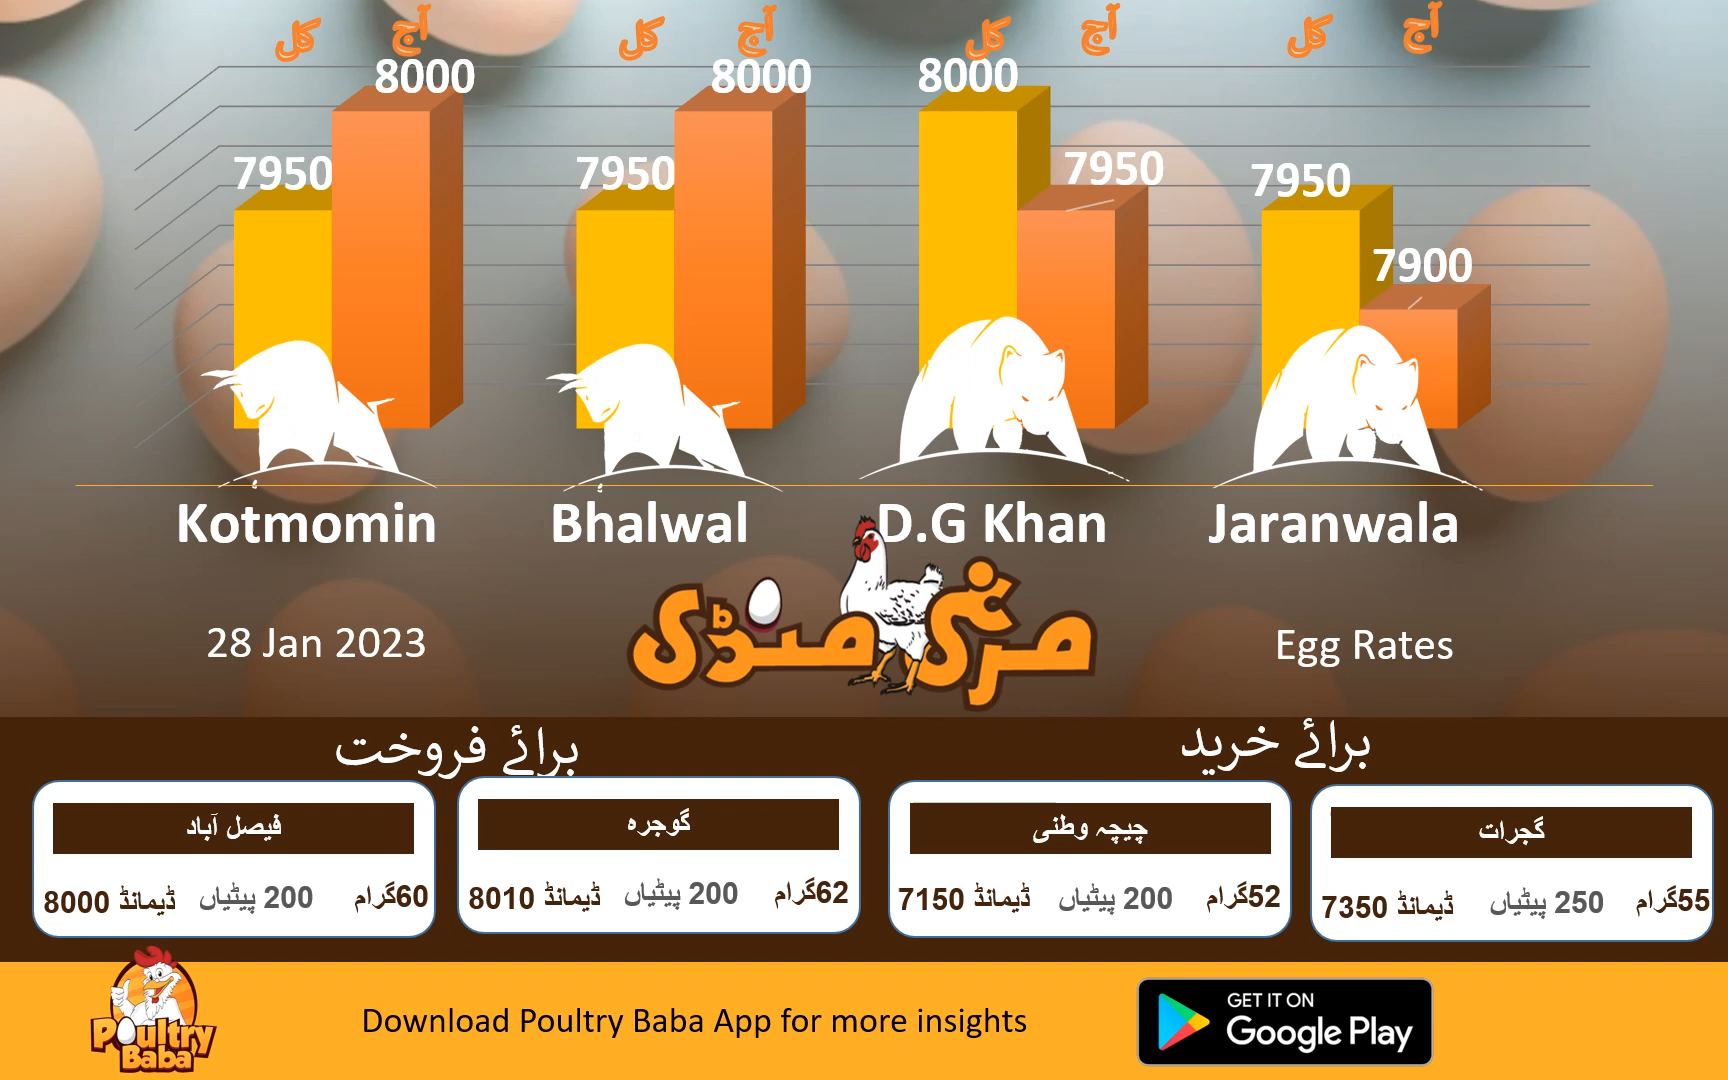 کل آج کل آج کل آج کل آج
7950 8000 7950 8000 8000 7950 7950 7900
Kotmomin Bhalwal D.G Khan Jaranwala
28 Jan 2023
مرغی منڈی
Egg Rates
برائے فروخت
برائے خرید
فیصل آباد
60گرام 200 پیٹیاں ڈیمانڈ 8000
گوجرہ
62گرام 200 پیٹیاں ڈیمانڈ 8010
چیچہ وطنی
52گرام 200 پیٹیاں ڈیمانڈ 7150
گجرات
55گرام 250 پیٹیاں ڈیمانڈ 7350
Poultry
Baba
Download Poultry Baba App for more insights
GET IT ON
Google Play